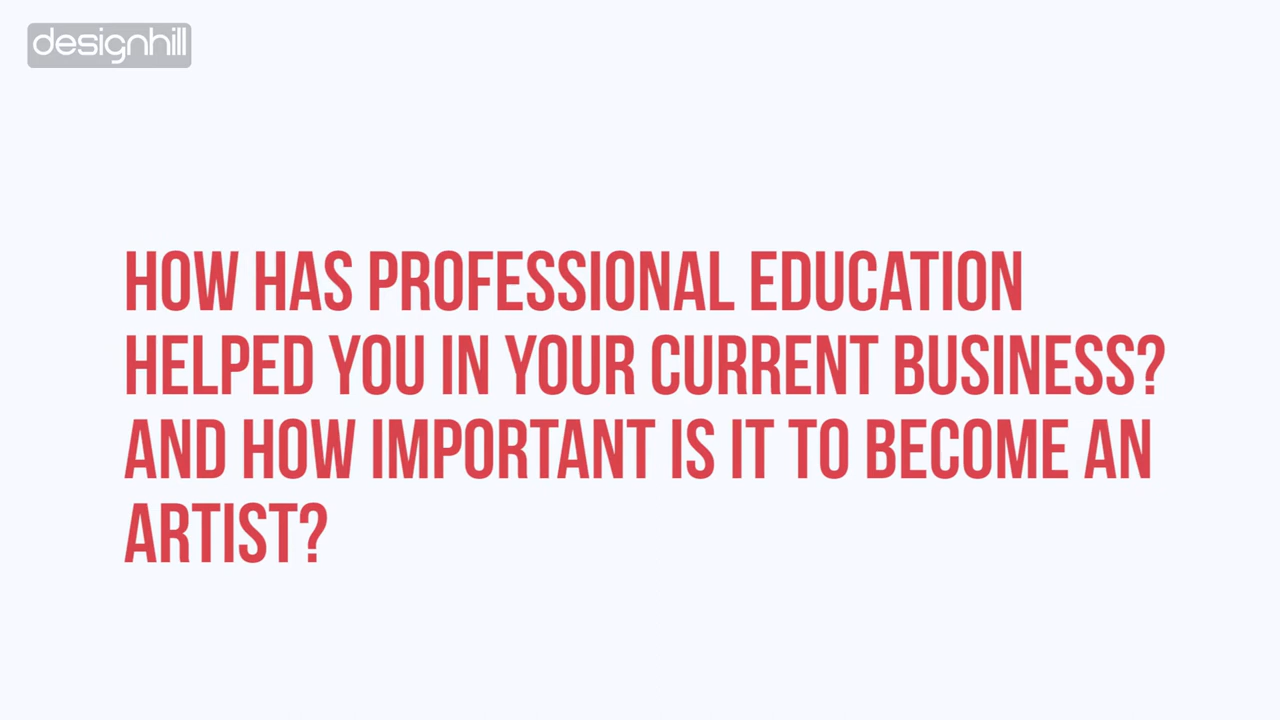 designhill
HOW HAS PROFESSIONAL EDUCATION
HELPED YOU IN YOUR CURRENT BUSINESS?
AND HOW IMPORTANT IS IT TO BECOME AN
ARTIST?